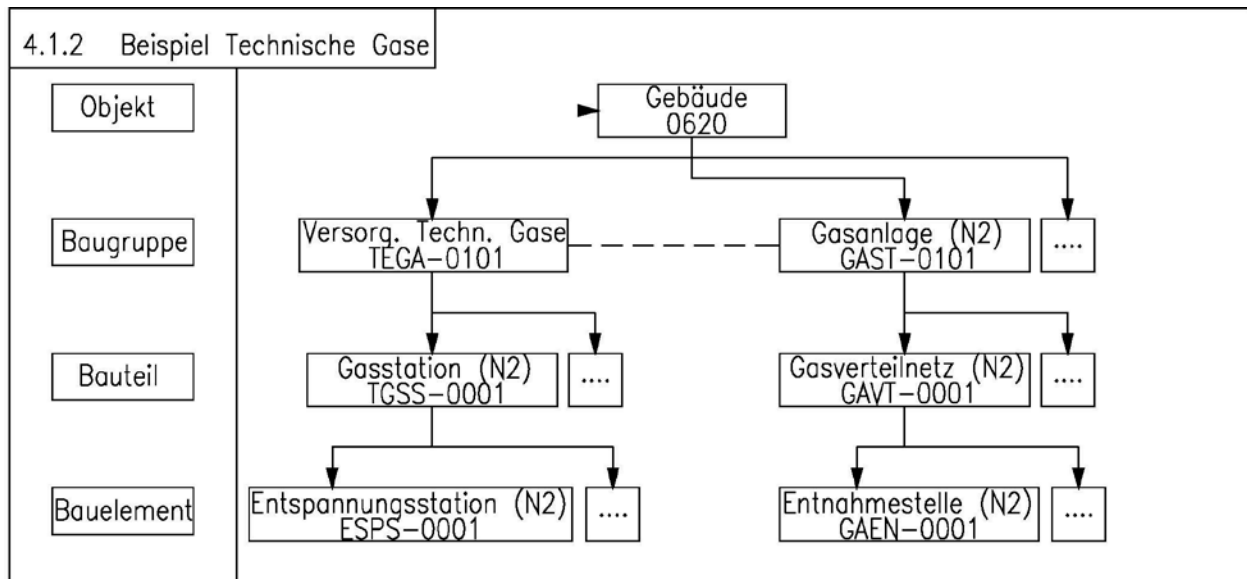 4.1.2 Beispiel Technische Gase
Objekt
Gebäude
0620
Baugruppe
Versorg. Techn. Gase
TEGA-0101
Gasanlage (N2)
GAST-0101
....
Bauteil
Gasstation (N2)
TGSS-0001
....
Gasverteilnetz (N2)
GAVT-0001
....
Bauelement
Entspannungsstation (N2)
ESPS-0001
....
Entnahmestelle (N2)
GAEN-0001
....